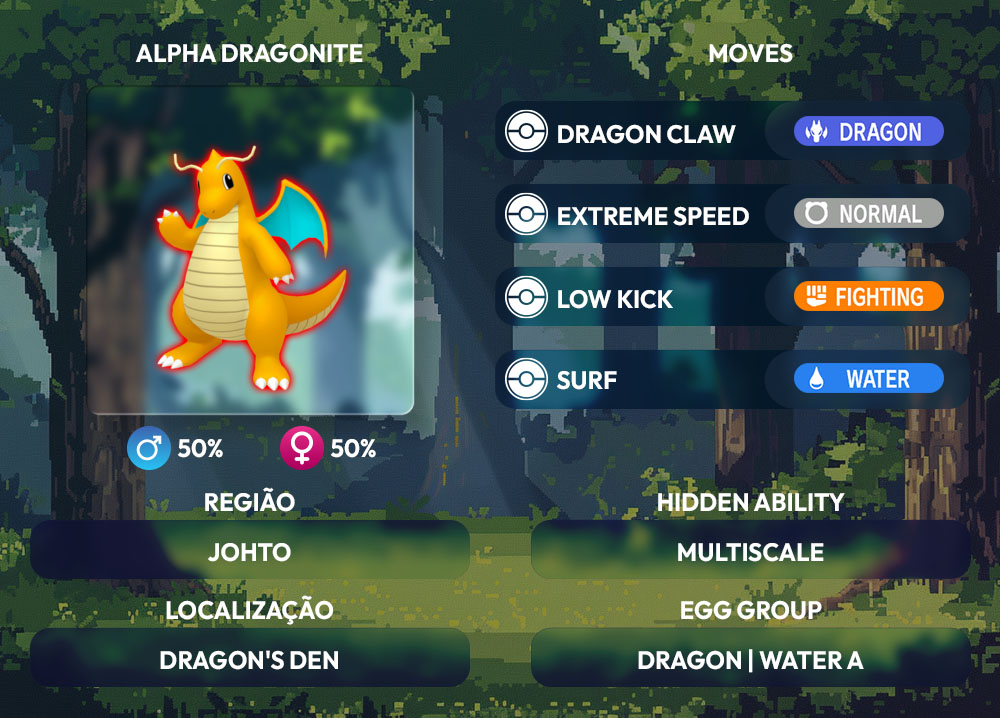 ALPHA DRAGONITE
50%
50%
REGIÃO
JOHTO
LOCALIZAÇÃO
DRAGON'S DEN
MOVES
DRAGON CLAW DRAGON
EXTREME SPEED NORMAL
LOW KICK FIGHTING
SURF WATER
HIDDEN ABILITY
MULTISCALE
EGG GROUP
DRAGON | WATER A